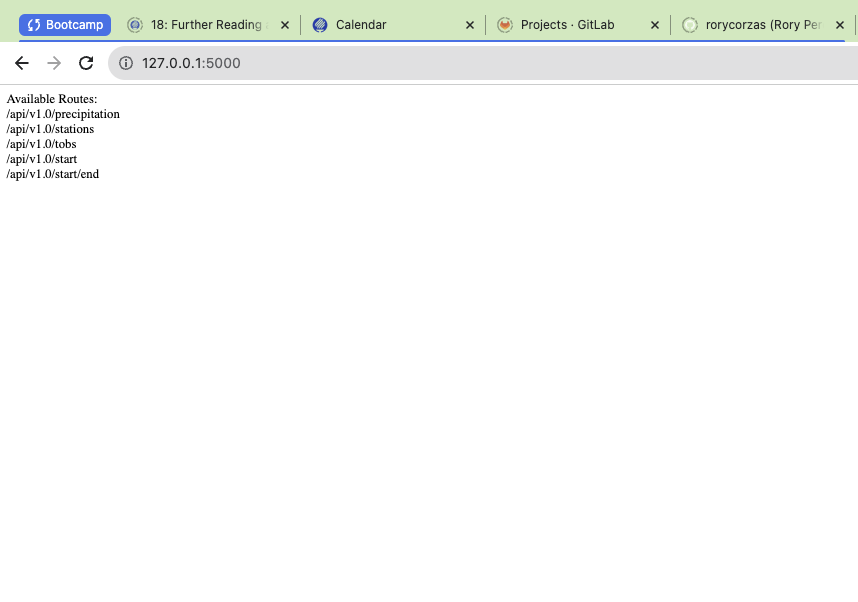 Bootcamp
18: Further Reading
Calendar
Projects · GitLab
rorycorzas (Rory Per
127.0.0.1:5000
Available Routes:
/api/v1.0/precipitation
/api/v1.0/stations
/api/v1.0/tobs
/api/v1.0/start
/api/v1.0/start/end